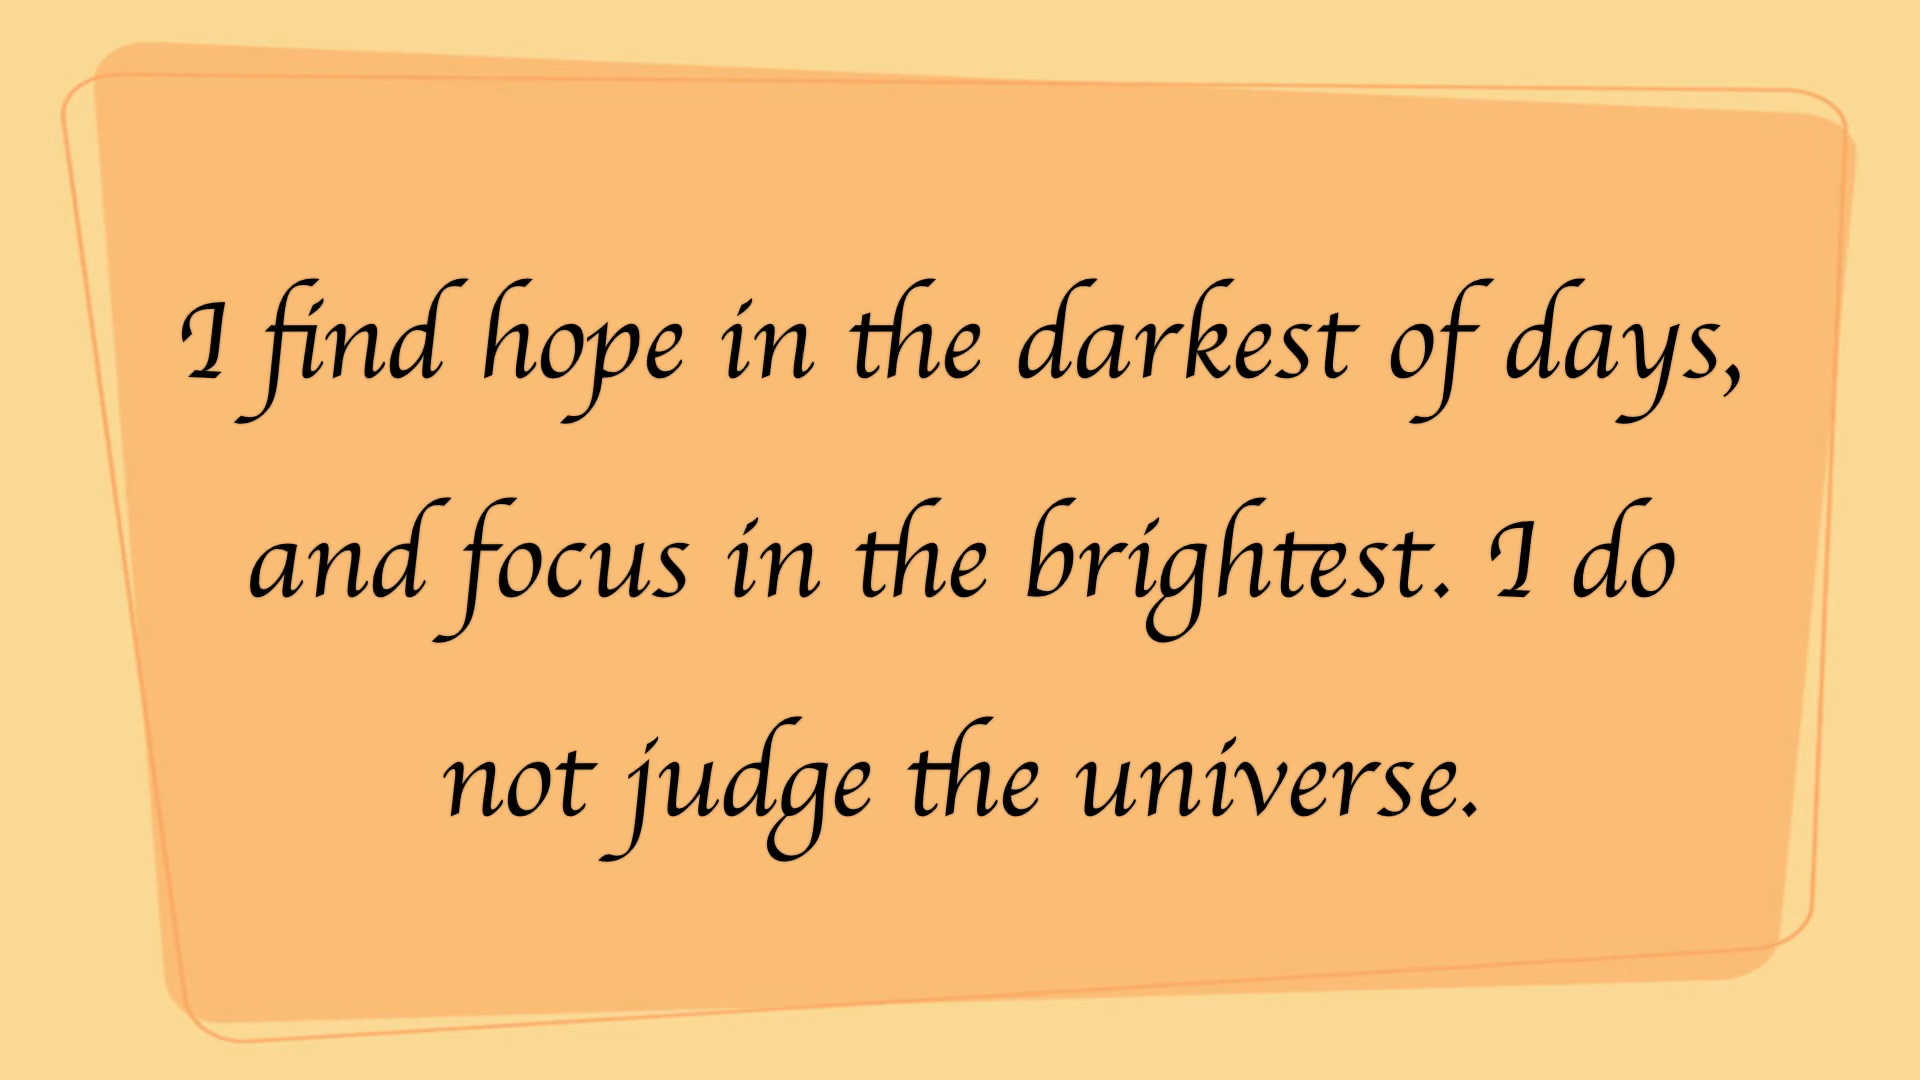 I find hope in the darkest of days,
and focus in the brightest. I do
not judge the universe.